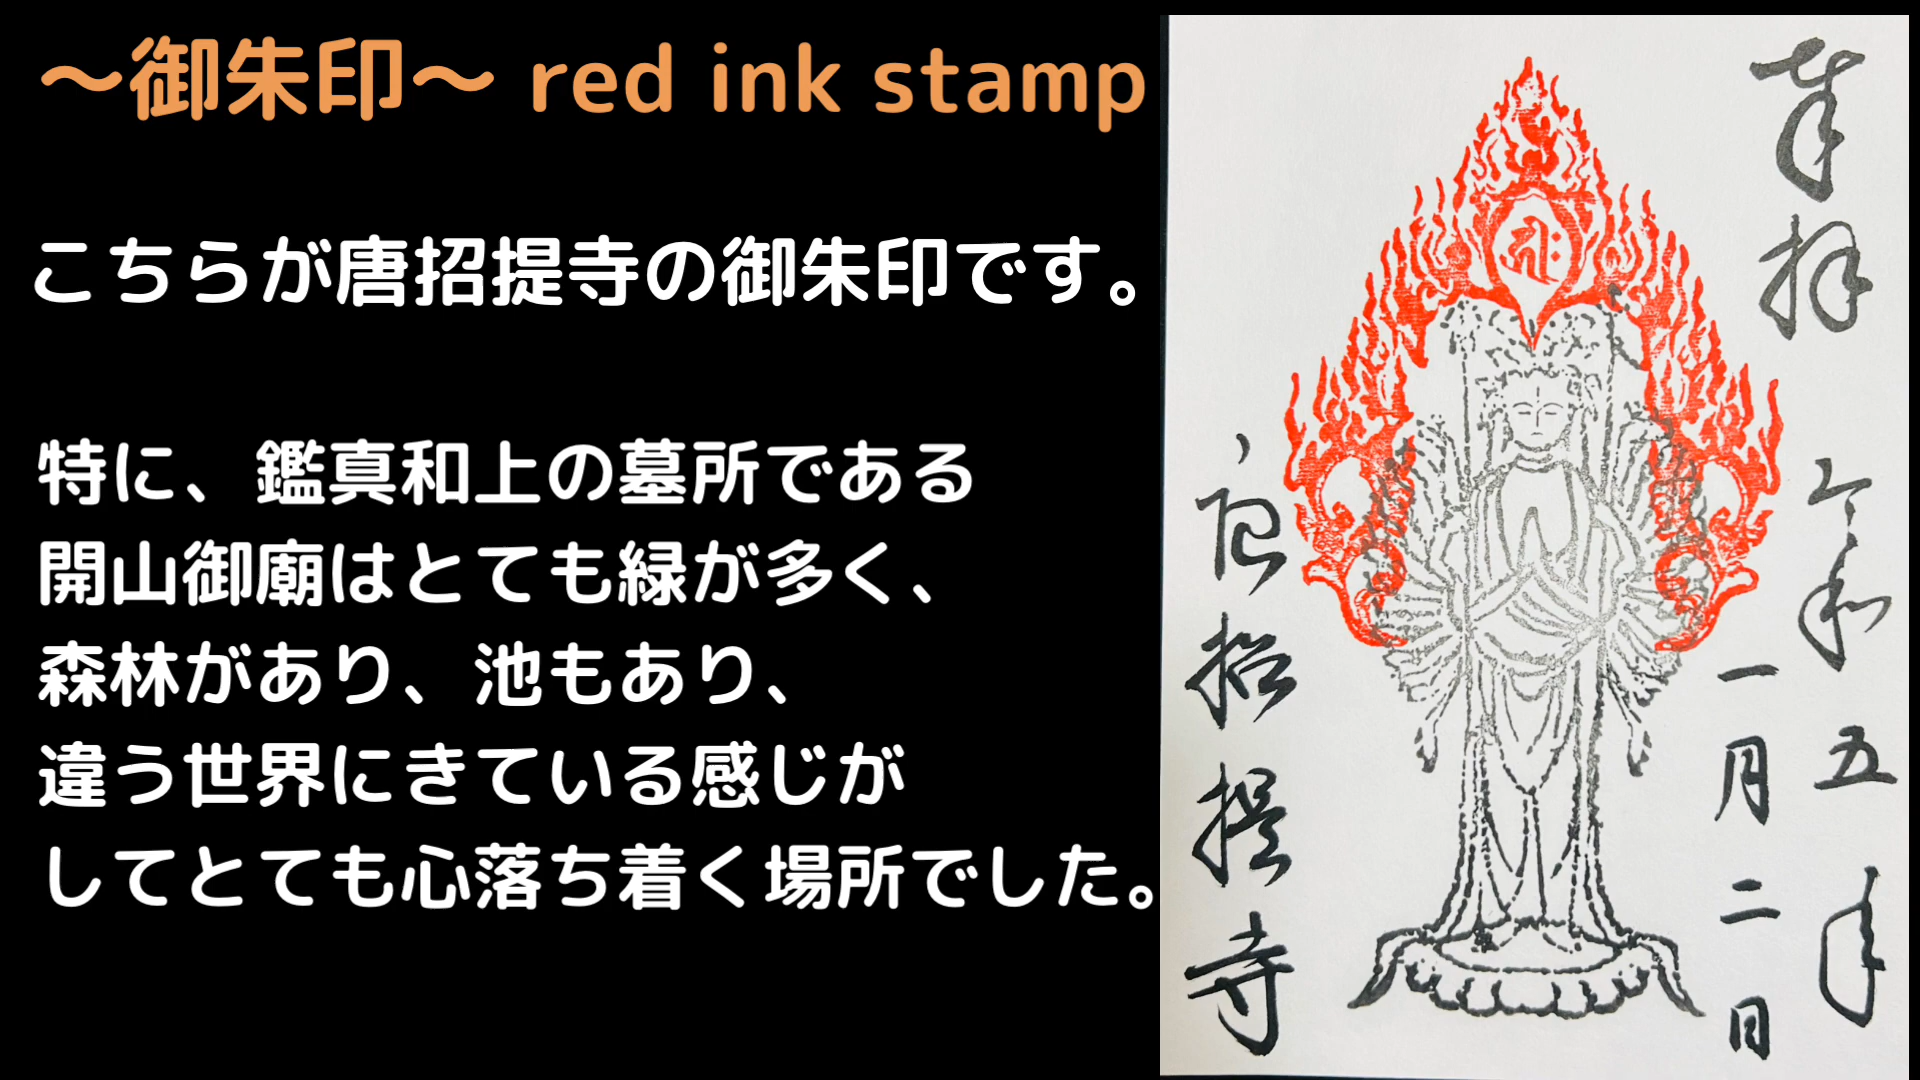 ～御朱印～ red ink stamp
こちらが唐招提寺の御朱印です。
特に、鑑真和上の墓所である
開山御廟はとても緑が多く、
森林があり、池もあり、
違う世界にきている感じが
してとても心落ち着く場所でした。
奉拝
令和五年
一月二日
唐招提寺